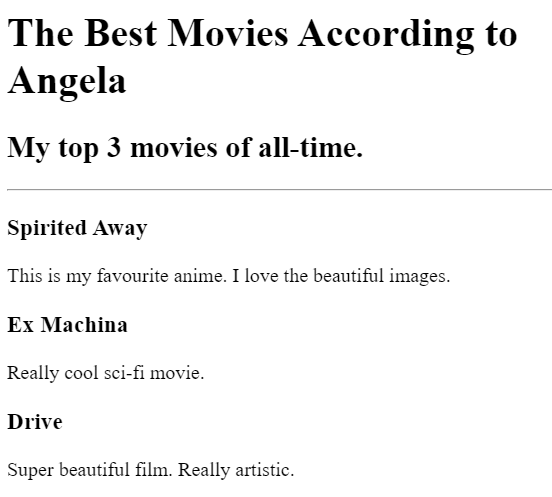 The Best Movies According to
Angela
My top 3 movies of all-time.
Spirited Away
This is my favourite anime. I love the beautiful images.
Ex Machina
Really cool sci-fi movie.
Drive
Super beautiful film. Really artistic.